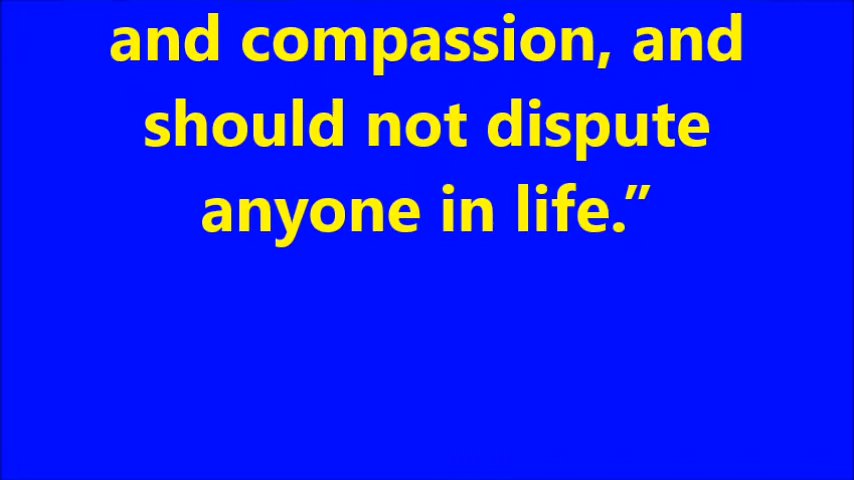 and compassion, and
should not dispute
anyone in life.”